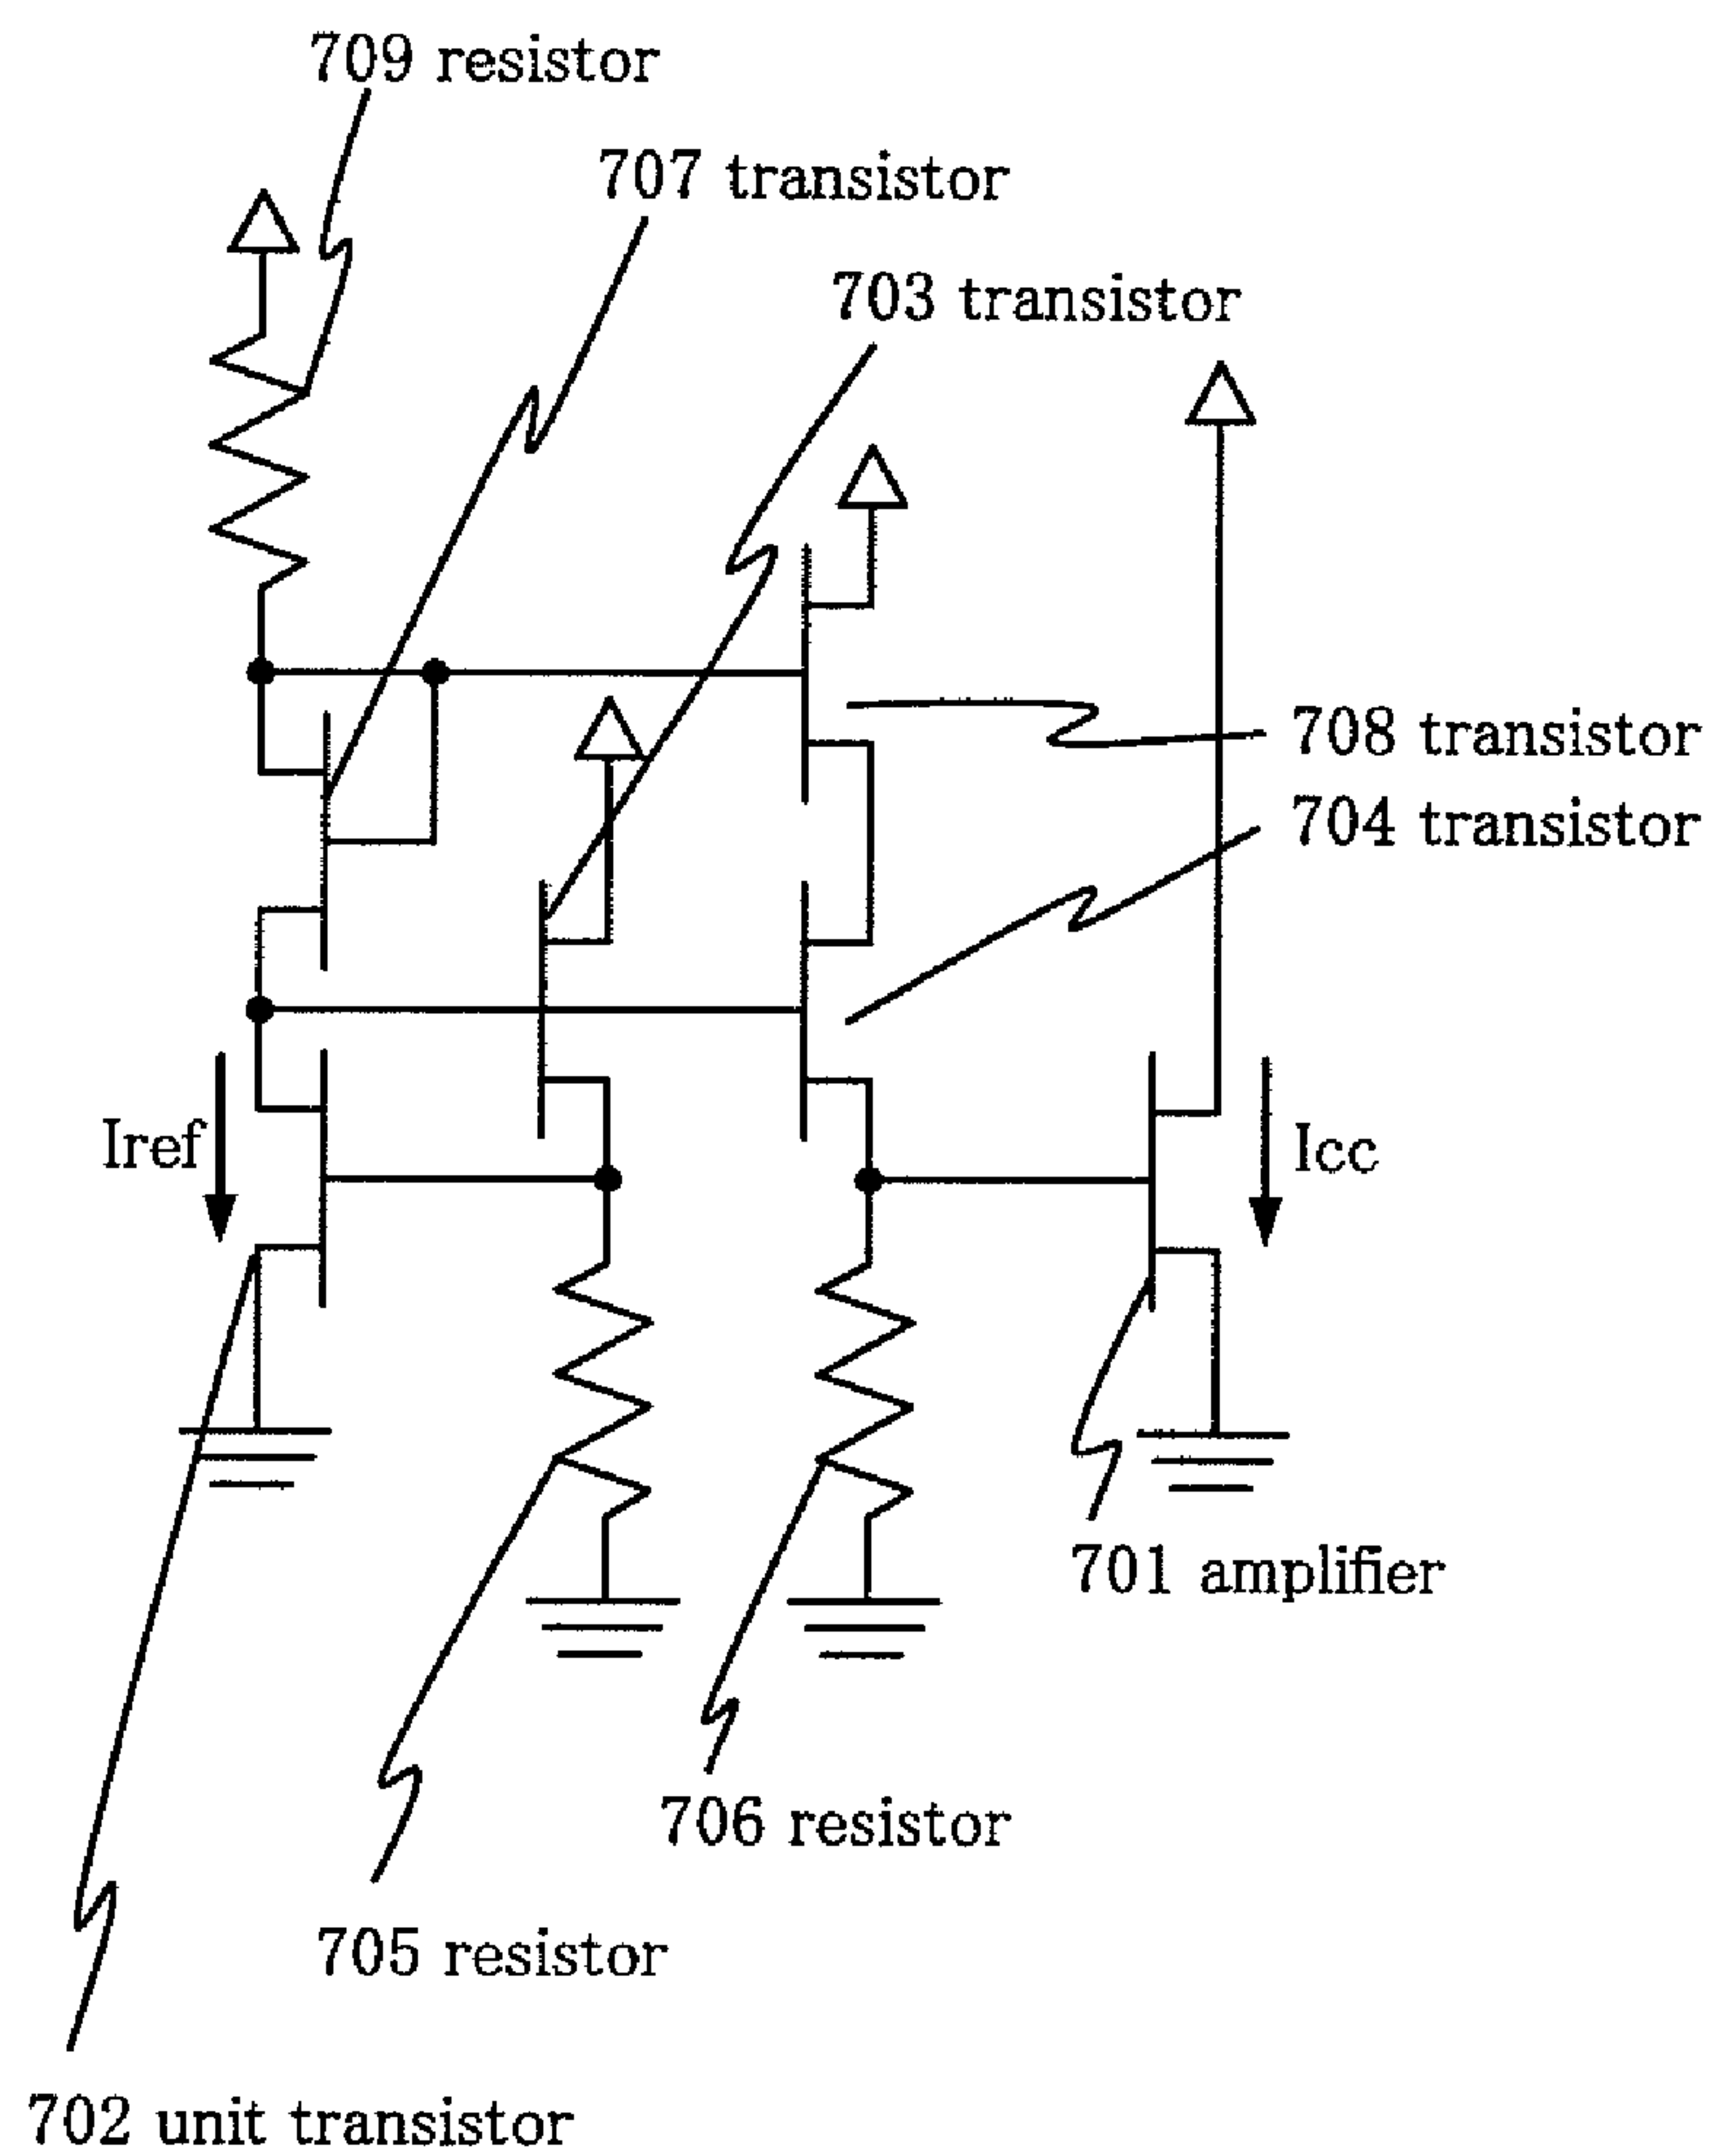 709 resistor
707 transistor
703 transistor
708 transistor
704 transistor
Iref
Icc
701 amplifier
706 resistor
705 resistor
702 unit transistor